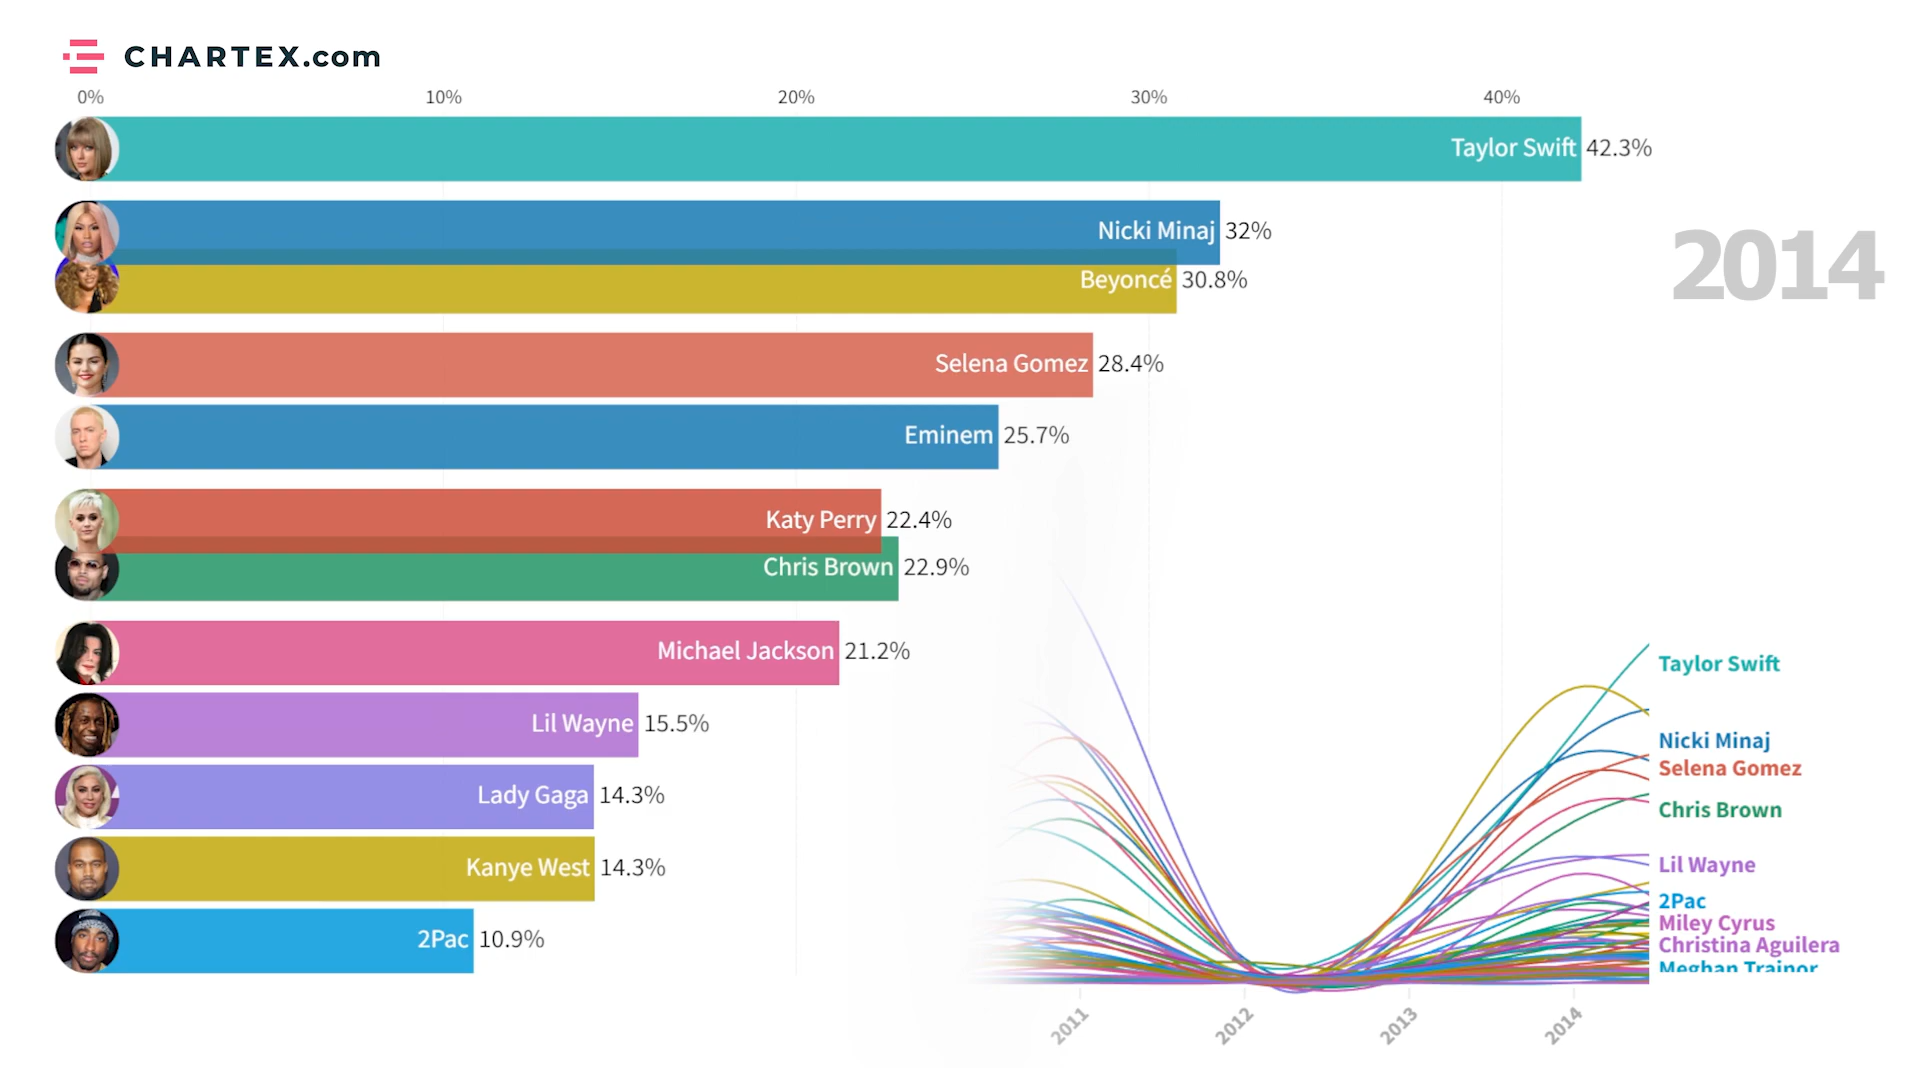 CHARTEX.com
0% 10% 20% 30% 40%
Taylor Swift 42.3%
Nicki Minaj 32%
2014
Beyoncé 30.8%
Selena Gomez 28.4%
Eminem 25.7%
Katy Perry 22.4%
Chris Brown 22.9%
Michael Jackson 21.2%
Lil Wayne 15.5%
Lady Gaga 14.3%
Kanye West 14.3%
2Pac 10.9%
Taylor Swift
Nicki Minaj
Selena Gomez
Chris Brown
Lil Wayne
2Pac
Miley Cyrus
Christina Aguilera
Meghan Trainor
2011 2012 2013 2014